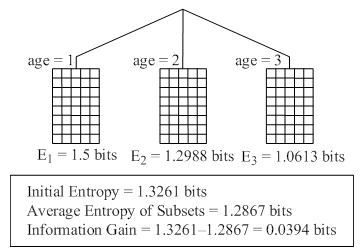 age = 1 age = 2 age = 3
E₁ = 1.5 bits E₂ = 1.2988 bits E₃ = 1.0613 bits
Initial Entropy = 1.3261 bits
Average Entropy of Subsets = 1.2867 bits
Information Gain = 1.3261–1.2867 = 0.0394 bits